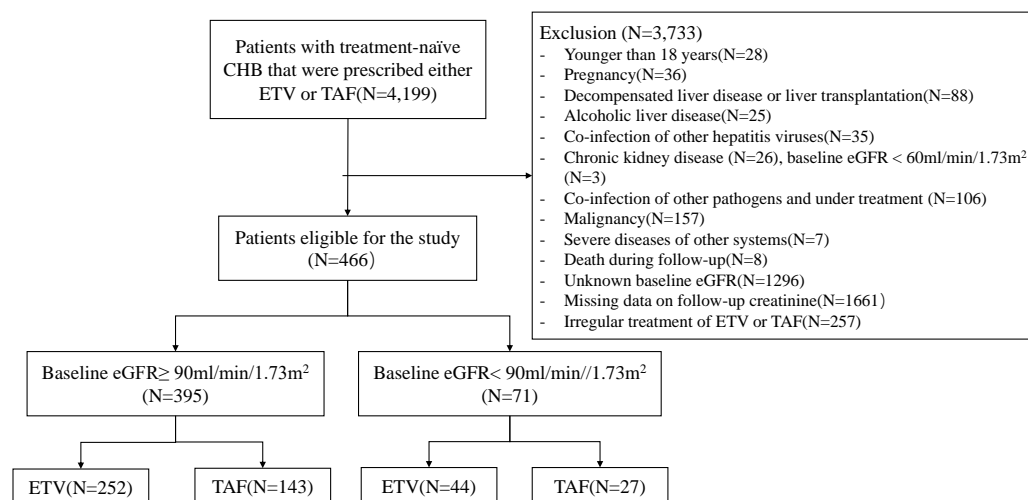 Patients with treatment-naïve
CHB that were prescribed either
ETV or TAF(N=4,199)
Exclusion (N=3,733)
- Younger than 18 years(N=28)
- Pregnancy(N=36)
- Decompensated liver disease or liver transplantation(N=88)
- Alcoholic liver disease(N=25)
- Co-infection of other hepatitis viruses(N=35)
- Chronic kidney disease (N=26), baseline eGFR < 60ml/min/1.73m²
(N=3)
- Co-infection of other pathogens and under treatment (N=106)
- Malignancy(N=157)
- Severe diseases of other systems(N=7)
- Death during follow-up(N=8)
- Unknown baseline eGFR(N=1296)
- Missing data on follow-up creatinine(N=1661)
- Irregular treatment of ETV or TAF(N=257)
Patients eligible for the study
(N=466)
Baseline eGFR≥ 90ml/min/1.73m²
(N=395)
Baseline eGFR< 90ml/min//1.73m²
(N=71)
ETV(N=252)
TAF(N=143)
ETV(N=44)
TAF(N=27)